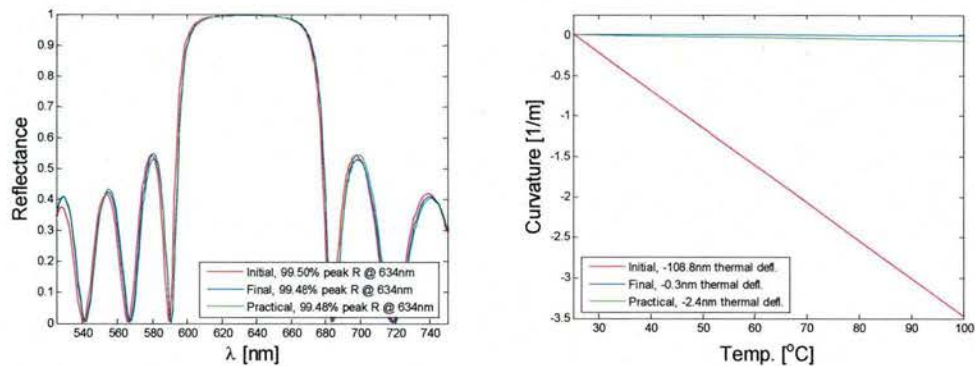 1
0.9
0.8
0.7
0.6
0.5
0.4
0.3
0.2
0.1
0
Reflectance
Initial, 99.50% peak R @ 634nm
Final, 99.48% peak R @ 634nm
Practical, 99.48% peak R @ 634nm
540 560 580 600 620 640 660 680 700 720 740
λ [nm]
0
-0.5
-1
-1.5
-2
-2.5
-3
-3.5
Curvature [1/m]
Initial, -108.8nm thermal defl.
Final, -0.3nm thermal defl.
Practical, -2.4nm thermal defl.
30 40 50 60 70 80 90 100
Temp. [°C]